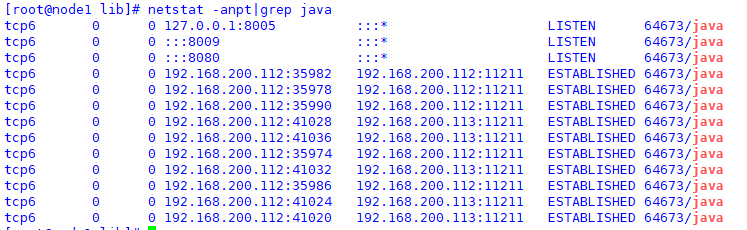 [root@node1 lib]# netstat -anpt|grep java
tcp6       0      0 127.0.0.1:8005          :::*                    LISTEN      64673/java
tcp6       0      0 :::8009                 :::*                    LISTEN      64673/java
tcp6       0      0 :::8080                 :::*                    LISTEN      64673/java
tcp6       0      0 192.168.200.112:35982   192.168.200.112:11211   ESTABLISHED 64673/java
tcp6       0      0 192.168.200.112:35978   192.168.200.112:11211   ESTABLISHED 64673/java
tcp6       0      0 192.168.200.112:35990   192.168.200.112:11211   ESTABLISHED 64673/java
tcp6       0      0 192.168.200.112:41028   192.168.200.113:11211   ESTABLISHED 64673/java
tcp6       0      0 192.168.200.112:41036   192.168.200.113:11211   ESTABLISHED 64673/java
tcp6       0      0 192.168.200.112:35974   192.168.200.112:11211   ESTABLISHED 64673/java
tcp6       0      0 192.168.200.112:41032   192.168.200.113:11211   ESTABLISHED 64673/java
tcp6       0      0 192.168.200.112:35986   192.168.200.112:11211   ESTABLISHED 64673/java
tcp6       0      0 192.168.200.112:41024   192.168.200.113:11211   ESTABLISHED 64673/java
tcp6       0      0 192.168.200.112:41020   192.168.200.113:11211   ESTABLISHED 64673/java